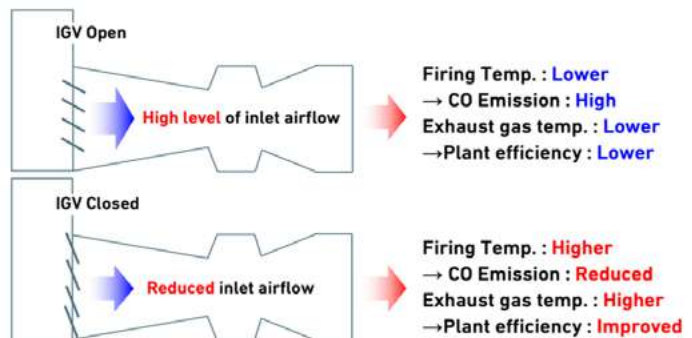 IGV Open
High level of inlet airflow
Firing Temp. : Lower
→ CO Emission : High
Exhaust gas temp. : Lower
→Plant efficiency : Lower
IGV Closed
Reduced inlet airflow
Firing Temp. : Higher
→ CO Emission : Reduced
Exhaust gas temp. : Higher
→Plant efficiency : Improved